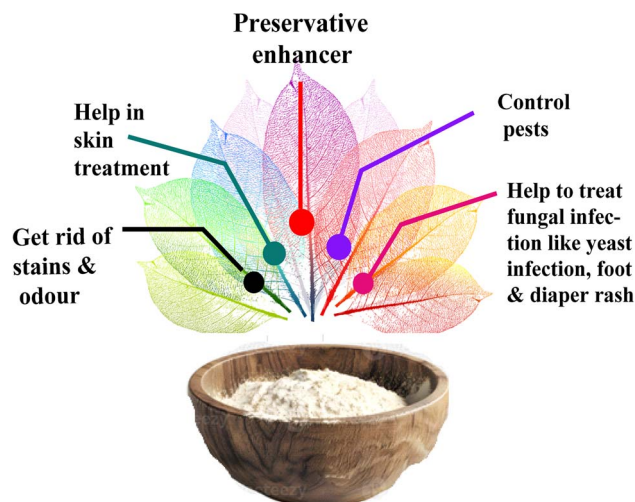 Preservative
enhancer
Help in
skin
treatment
Control
pests
Get rid of
stains &
odour
Help to treat
fungal infec-
tion like yeast
infection, foot
& diaper rash